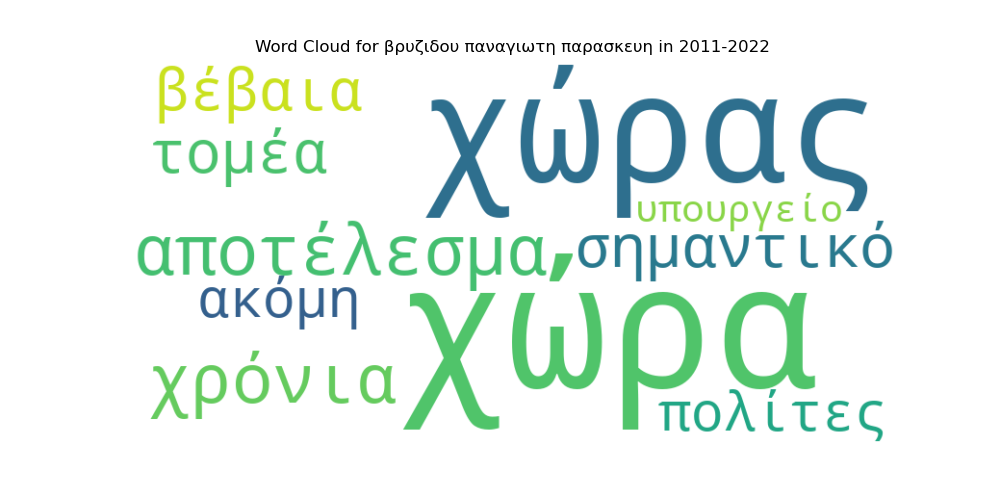 Word Cloud for βρυζιδου παναγιωτη παρασκευη in 2011-2022
βέβαια
χώρας
τομέα
υπουργείο
αποτέλεσμα
σημαντικό
ακόμη
χώρα
χρόνια
πολίτες